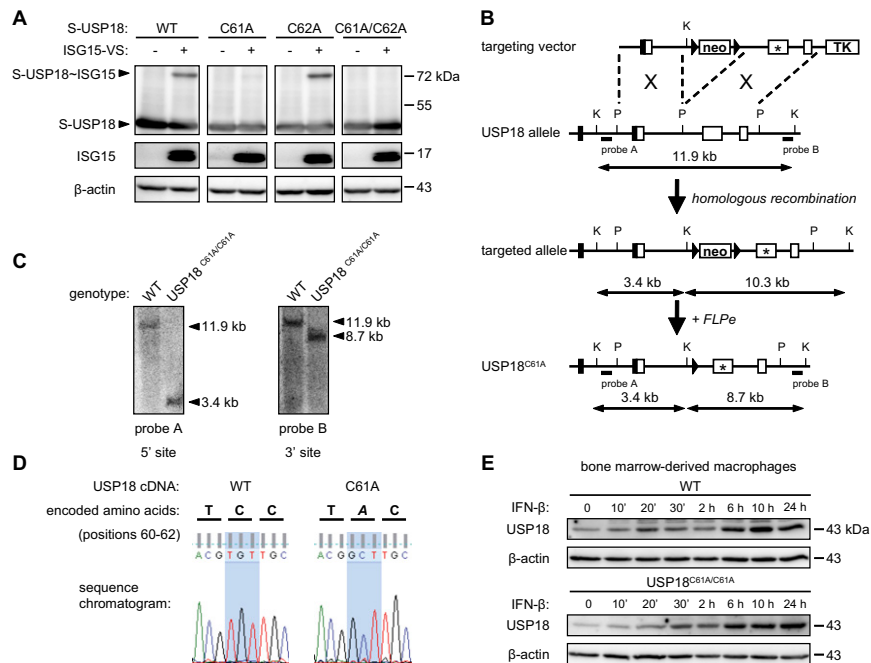 A
S-USP18: WT C61A C62A C61A/C62A
ISG15-VS: - + - + - + - +
S-USP18~ISG15
72 kDa
55
S-USP18
ISG15
17
β-actin
43
B
targeting vector
K
neo
*
TK
X X
K P P P K
USP18 allele
probe A
probe B
11.9 kb
homologous recombination
K P K P K
targeted allele
neo
*
3.4 kb 10.3 kb
+ FLPe
K P K P K
USP18C61A
*
probe A
probe B
3.4 kb 8.7 kb
C
genotype: WT USP18 C61A/C61A WT USP18 C61A/C61A
11.9 kb
3.4 kb
11.9 kb
8.7 kb
probe A probe B
5' site 3' site
D
USP18 cDNA: WT C61A
encoded amino acids: T C C T A C
(positions 60-62)
A C G T G T T G C A C G G C T T G C
sequence
chromatogram:
E
bone marrow-derived macrophages
WT
IFN-β: 0 10' 20' 30' 2 h 6 h 10 h 24 h
USP18
43 kDa
β-actin
43
USP18C61A/C61A
IFN-β: 0 10' 20' 30' 2 h 6 h 10 h 24 h
USP18
43
β-actin
43